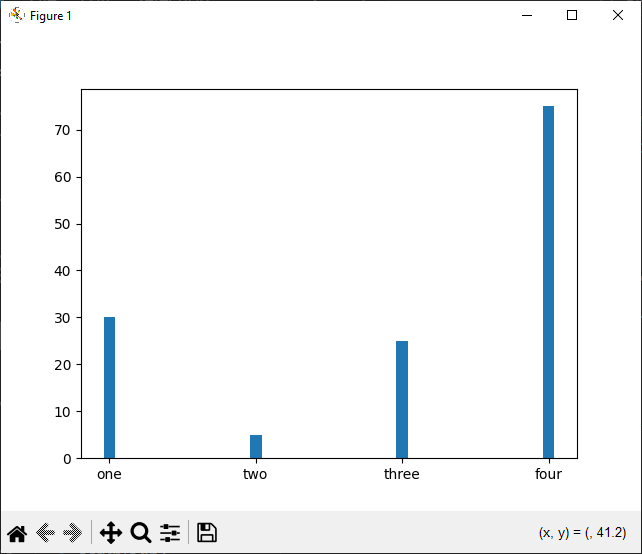 Figure 1
70
60
50
40
30
20
10
0
one two three four
(x, y) = (, 41.2)